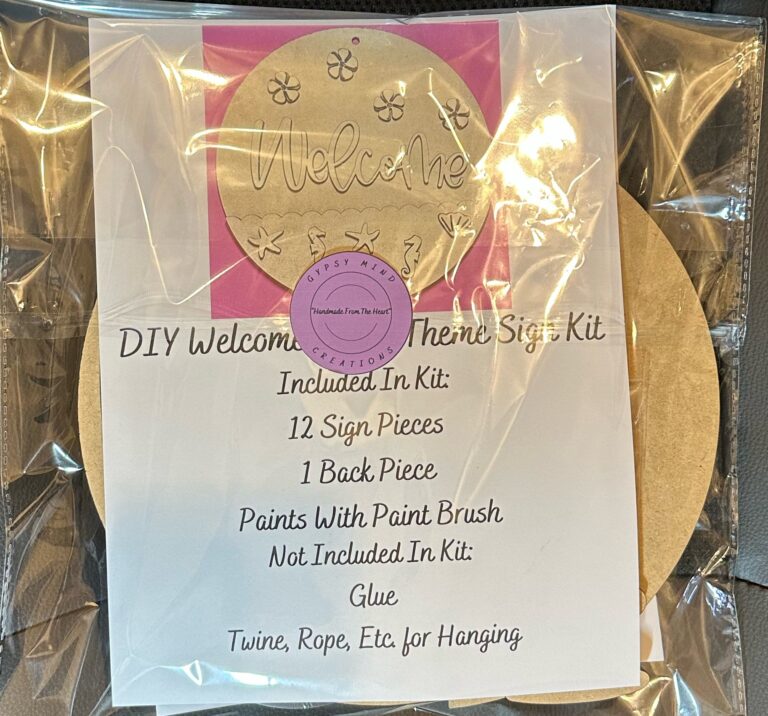 Welcome
GYPSY MIND
"Handmade From The Heart"
CREATIONS
DIY Welcome Theme Sign Kit
Included In Kit:
12 Sign Pieces
1 Back Piece
Paints With Paint Brush
Not Included In Kit:
Glue
Twine, Rope, Etc. for Hanging